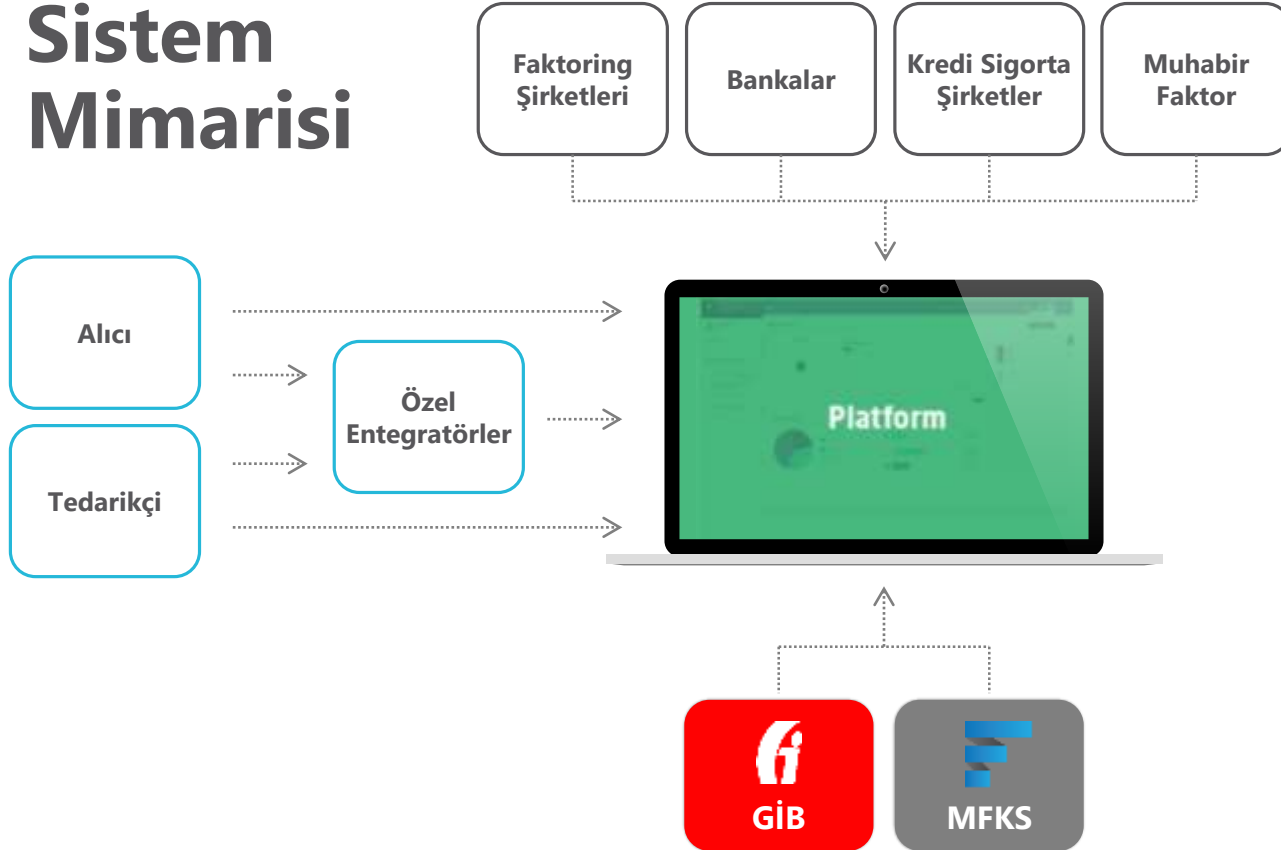 Sistem
Mimarisi
Faktoring
Şirketleri
Bankalar
Kredi Sigorta
Şirketler
Muhabir
Faktor
Alıcı
Özel
Entegratörler
Tedarikçi
Platform
GİB
MFKS